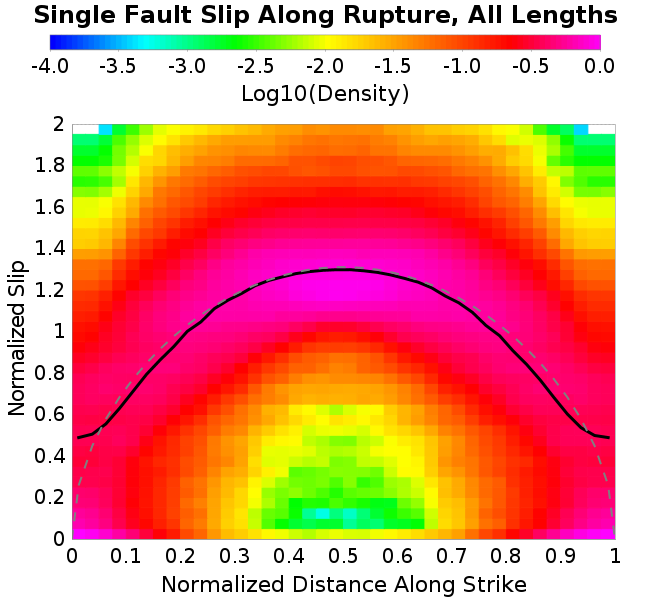 Single Fault Slip Along Rupture, All Lengths
-4.0 -3.5 -3.0 -2.5 -2.0 -1.5 -1.0 -0.5 0.0
Log10(Density)
2
1.8
1.6
1.4
1.2
1
0.8
0.6
0.4
0.2
0
Normalized Slip
0 0.1 0.2 0.3 0.4 0.5 0.6 0.7 0.8 0.9 1
Normalized Distance Along Strike